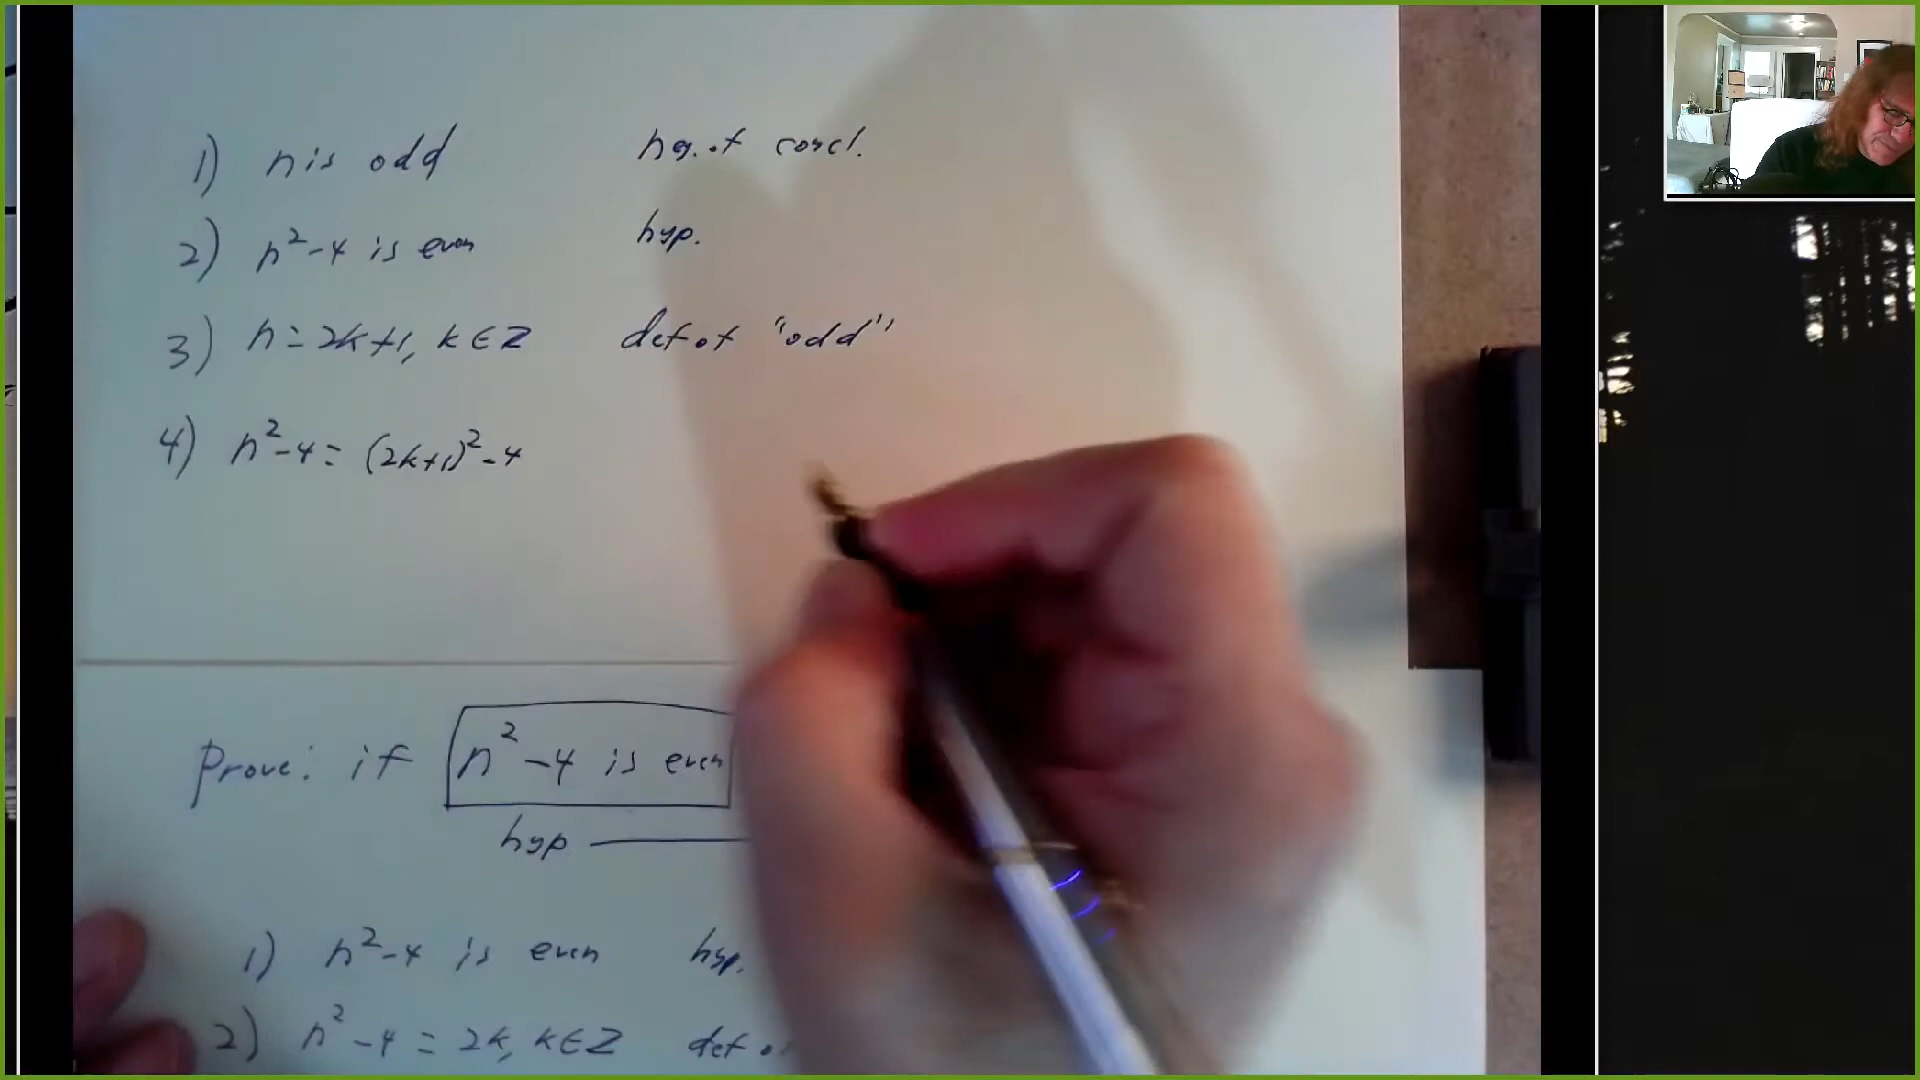 1) n is odd neg. of concl.
2) n²-4 is even hyp.
3) n = 2k+1, k∈Z def of "odd"
4) n²-4 = (2k+1)²-4
Prove: if n²-4 is even
hyp
1) n²-4 is even hyp.
2) n²-4 = 2k, k∈Z def